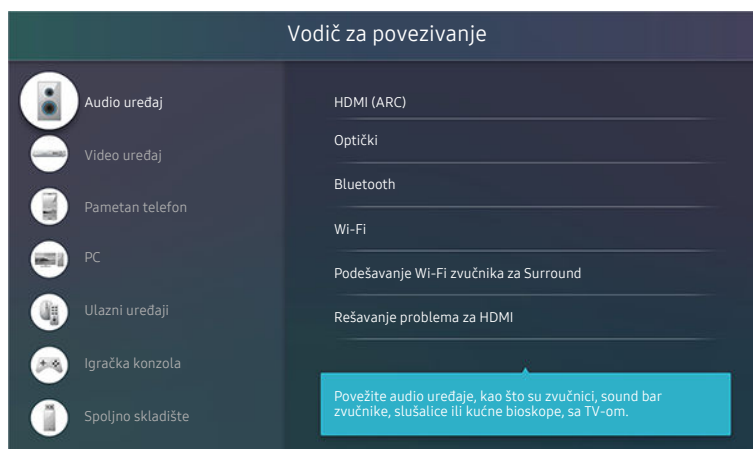 Vodič za povezivanje
Audio uređaj
Video uređaj
Pametan telefon
PC
Ulazni uređaji
Igračka konzola
Spoljno skladište
HDMI (ARC)
Optički
Bluetooth
Wi-Fi
Podešavanje Wi-Fi zvučnika za Surround
Rešavanje problema za HDMI
Povežite audio uređaje, kao što su zvučnici, sound bar
zvučnike, slušalice ili kućne bioskope, sa TV-om.